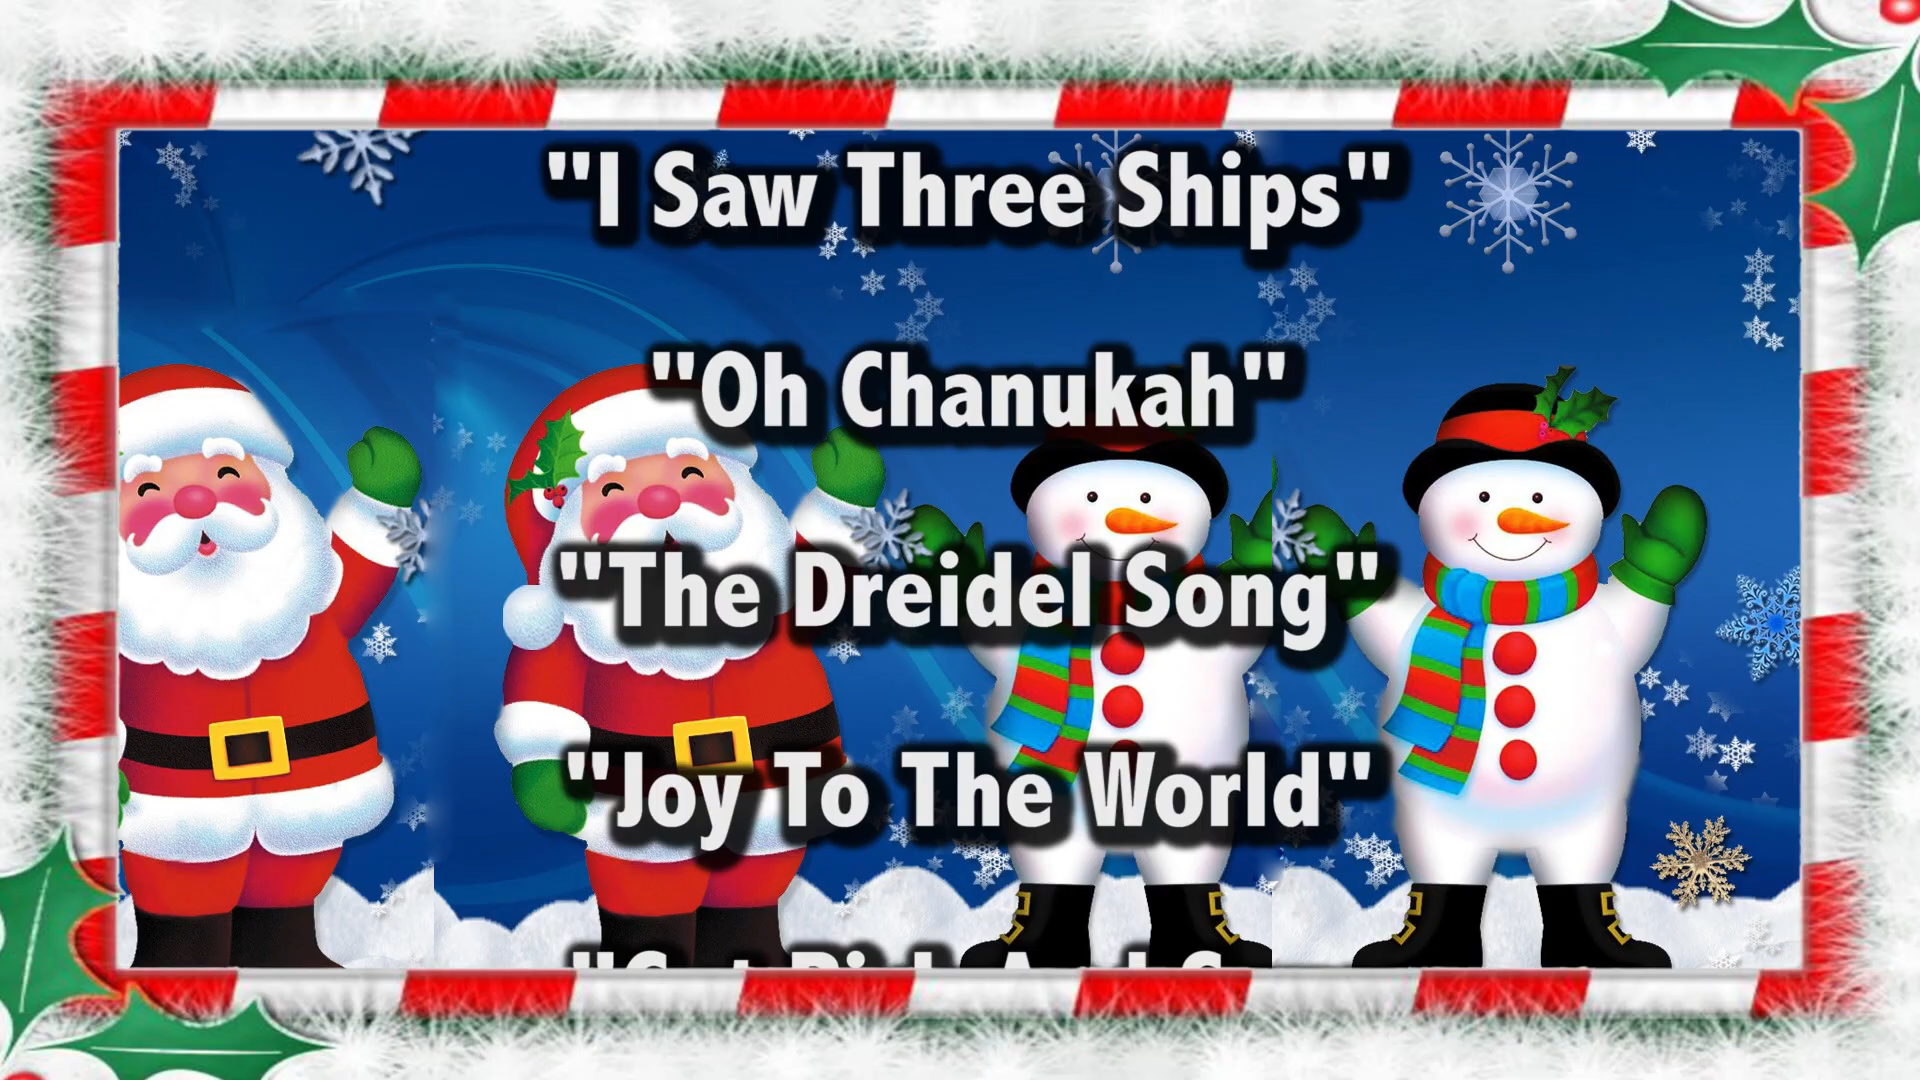 "I Saw Three Ships"
"Oh Chanukah"
"The Dreidel Song"
"Joy To The World"